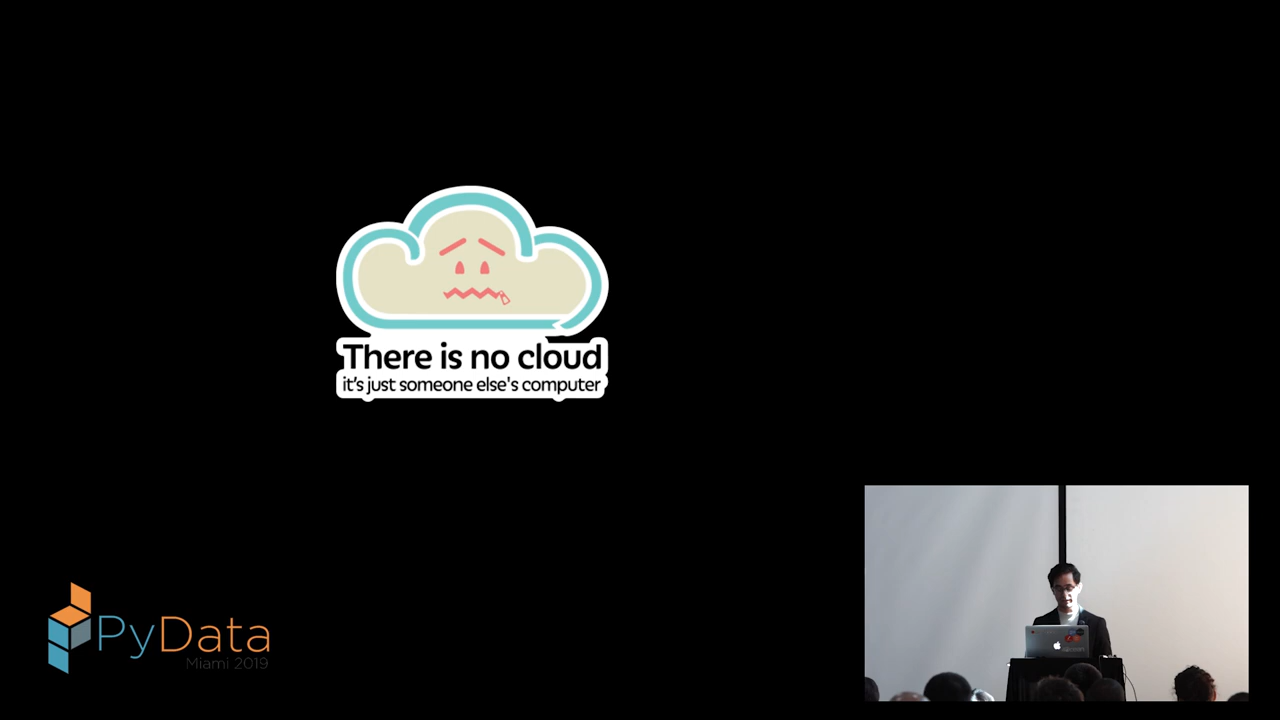 There is no cloud
it's just someone else's computer
PyData
Miami 2019